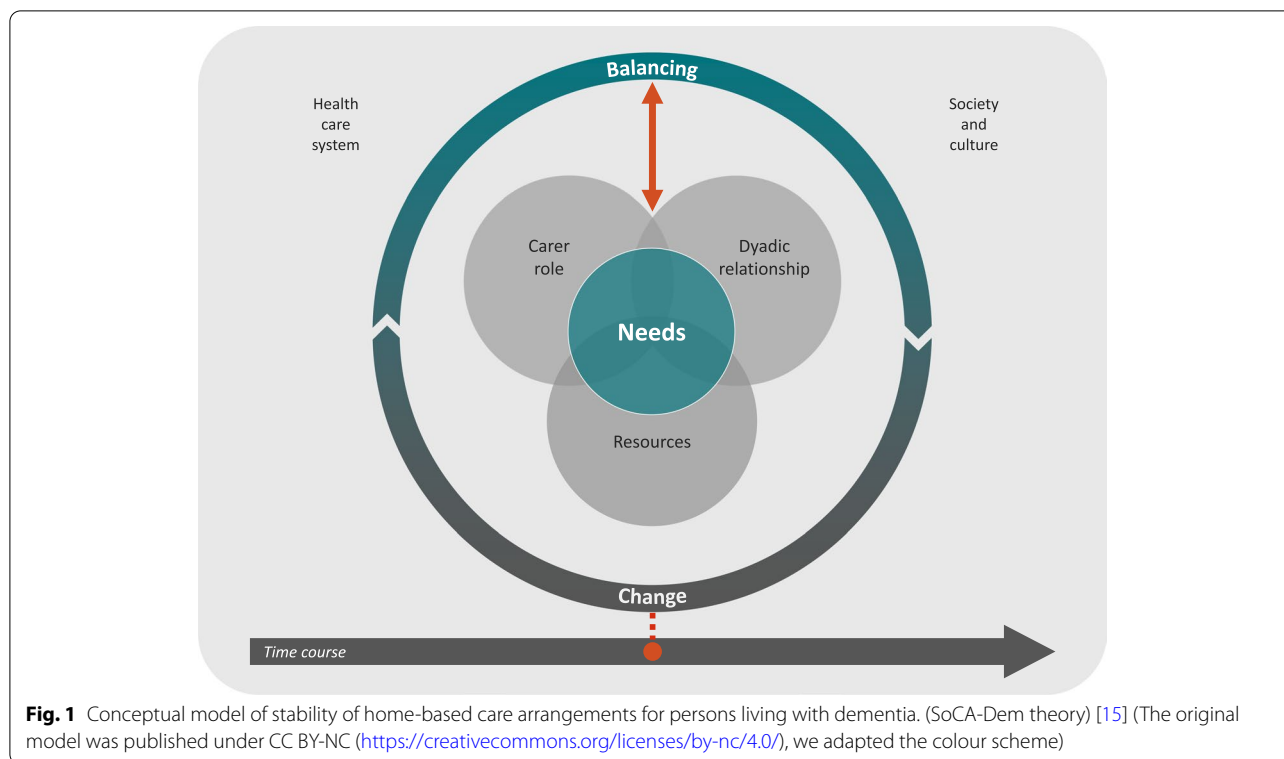 Balancing
Health
care
system
Society
and
culture
Carer
role
Dyadic
relationship
Needs
Resources
Change
Time course
Fig. 1 Conceptual model of stability of home-based care arrangements for persons living with dementia. (SoCA-Dem theory) [15] (The original
model was published under CC BY-NC (https://creativecommons.org/licenses/by-nc/4.0/), we adapted the colour scheme)